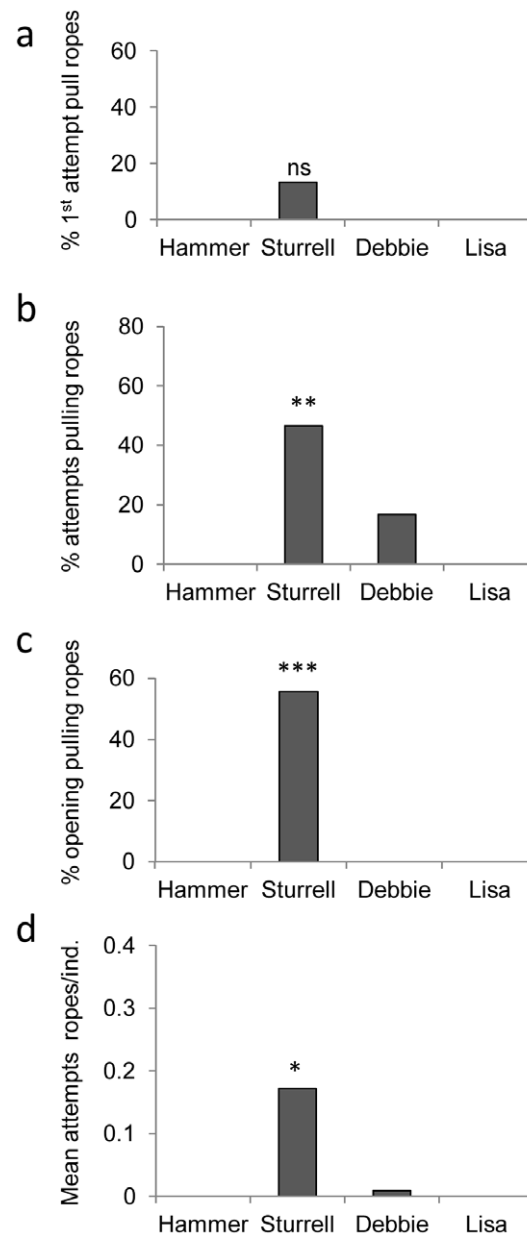 a
% 1st attempt pull ropes
60
40
20
0
ns
Hammer Sturrell Debbie Lisa
b
% attempts pulling ropes
80
60
40
20
0
**
Hammer Sturrell Debbie Lisa
c
% opening pulling ropes
60
40
20
0
***
Hammer Sturrell Debbie Lisa
d
Mean attempts ropes/ind.
0.4
0.3
0.2
0.1
0
*
Hammer Sturrell Debbie Lisa